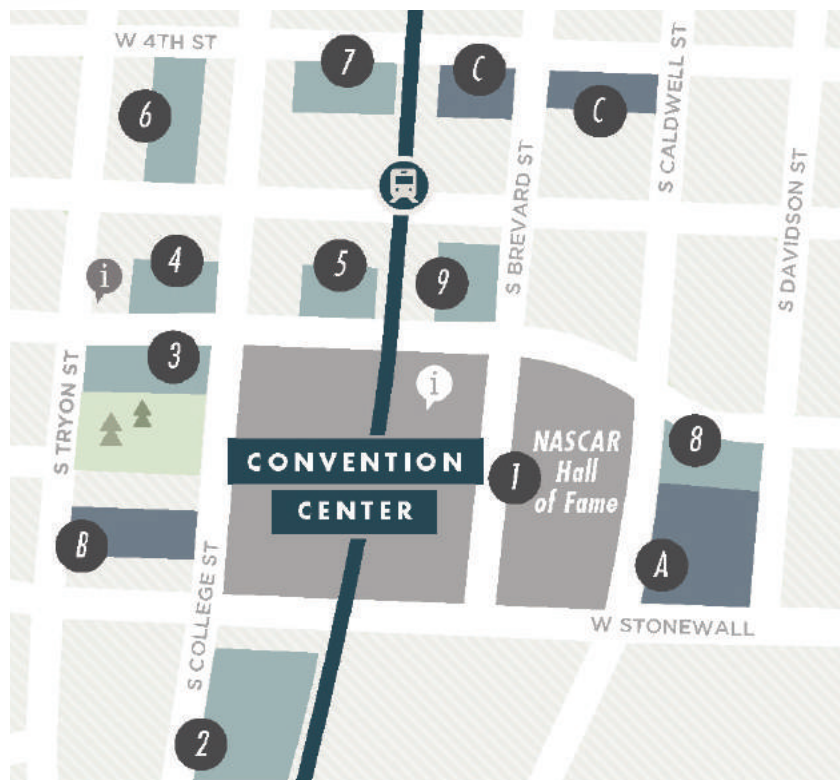 W 4TH ST
7
C
C
6
S CALDWELL ST
S BREVARD ST
S DAVIDSON ST
i
4
5
9
3
i
S TRYON ST
8
NASCAR
Hall
of Fame
CONVENTION
CENTER
1
B
A
S COLLEGE ST
W STONEWALL
2